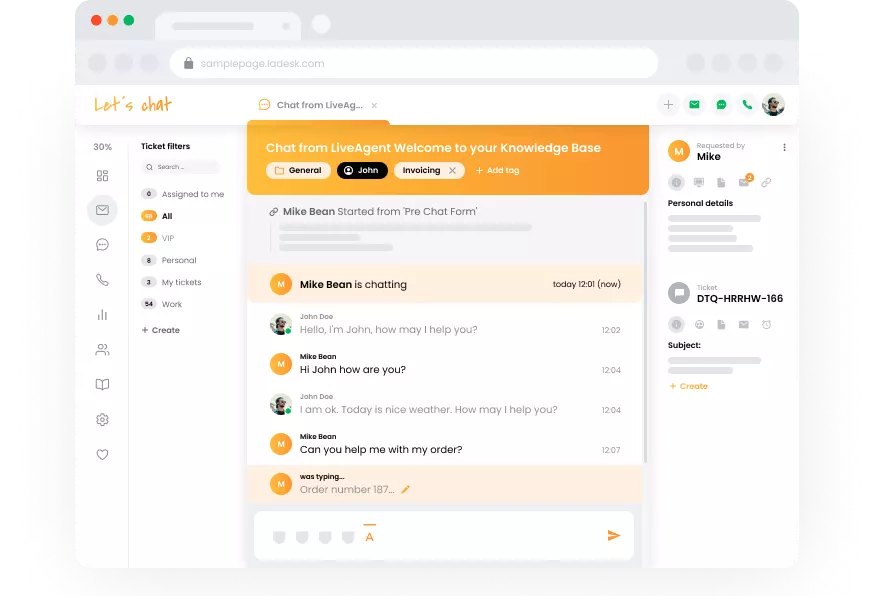 samplepage.ladesk.com
Let's chat
Chat from LiveAg...
30%
Ticket filters
Search ...
0 Assigned to me
All
2 VIP
8 Personal
3 My tickets
54 Work
+ Create
Chat from LiveAgent Welcome to your Knowledge Base
General
John
Invoicing
+ Add tag
Mike Bean Started from 'Pre Chat Form'
M
Mike Bean is chatting
today 12:01 (now)
John Doe
Hello, I'm John, how may I help you?
12:02
M
Mike Bean
Hi John how are you?
12:04
John Doe
I am ok. Today is nice weather. How may I help you?
12:04
M
Mike Bean
Can you help me with my order?
12:07
M
was typing...
Order number 187...
A
M
Requested by
Mike
2
Personal details
Ticket
DTQ-HRRHW-166
Subject:
+ Create